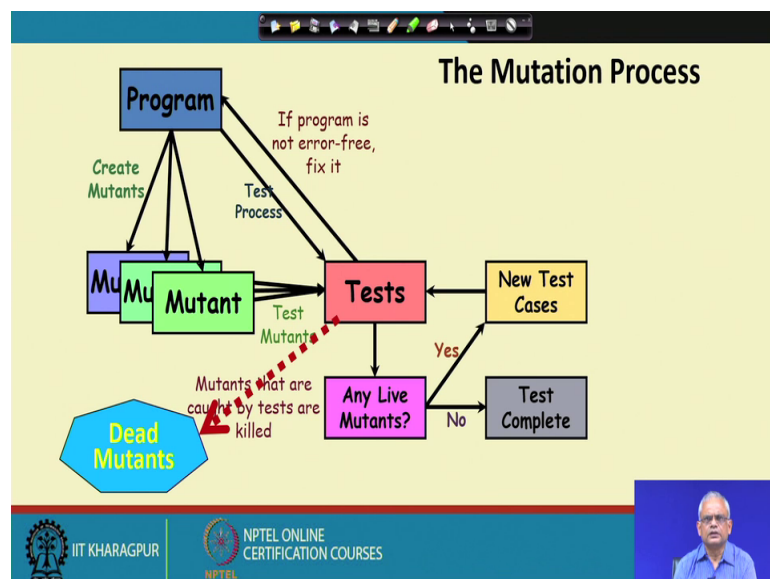 The Mutation Process
Program
If program is
not error-free,
fix it
Create
Mutants
Test
Process
Mu
Mu
Mutant
Tests
New Test
Cases
Test
Mutants
Yes
Mutants that are
caught by tests are
killed
Any Live
Mutants?
No
Test
Complete
Dead
Mutants
IIT KHARAGPUR
NPTEL
NPTEL ONLINE
CERTIFICATION COURSES